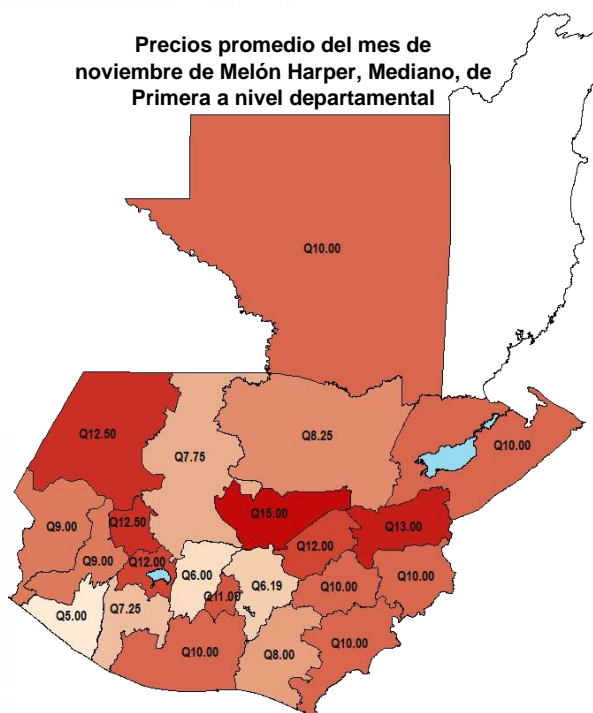 Precios promedio del mes de
noviembre de Melón Harper, Mediano, de
Primera a nivel departamental
Q10.00
Q12.50
Q7.75
Q8.25
Q10.00
Q9.00
Q12.50
Q15.00
Q13.00
Q9.00
Q12.00
Q12.00
Q6.00
Q6.19
Q10.00
Q10.00
Q5.00
Q7.25
Q11.00
Q10.00
Q8.00
Q10.00